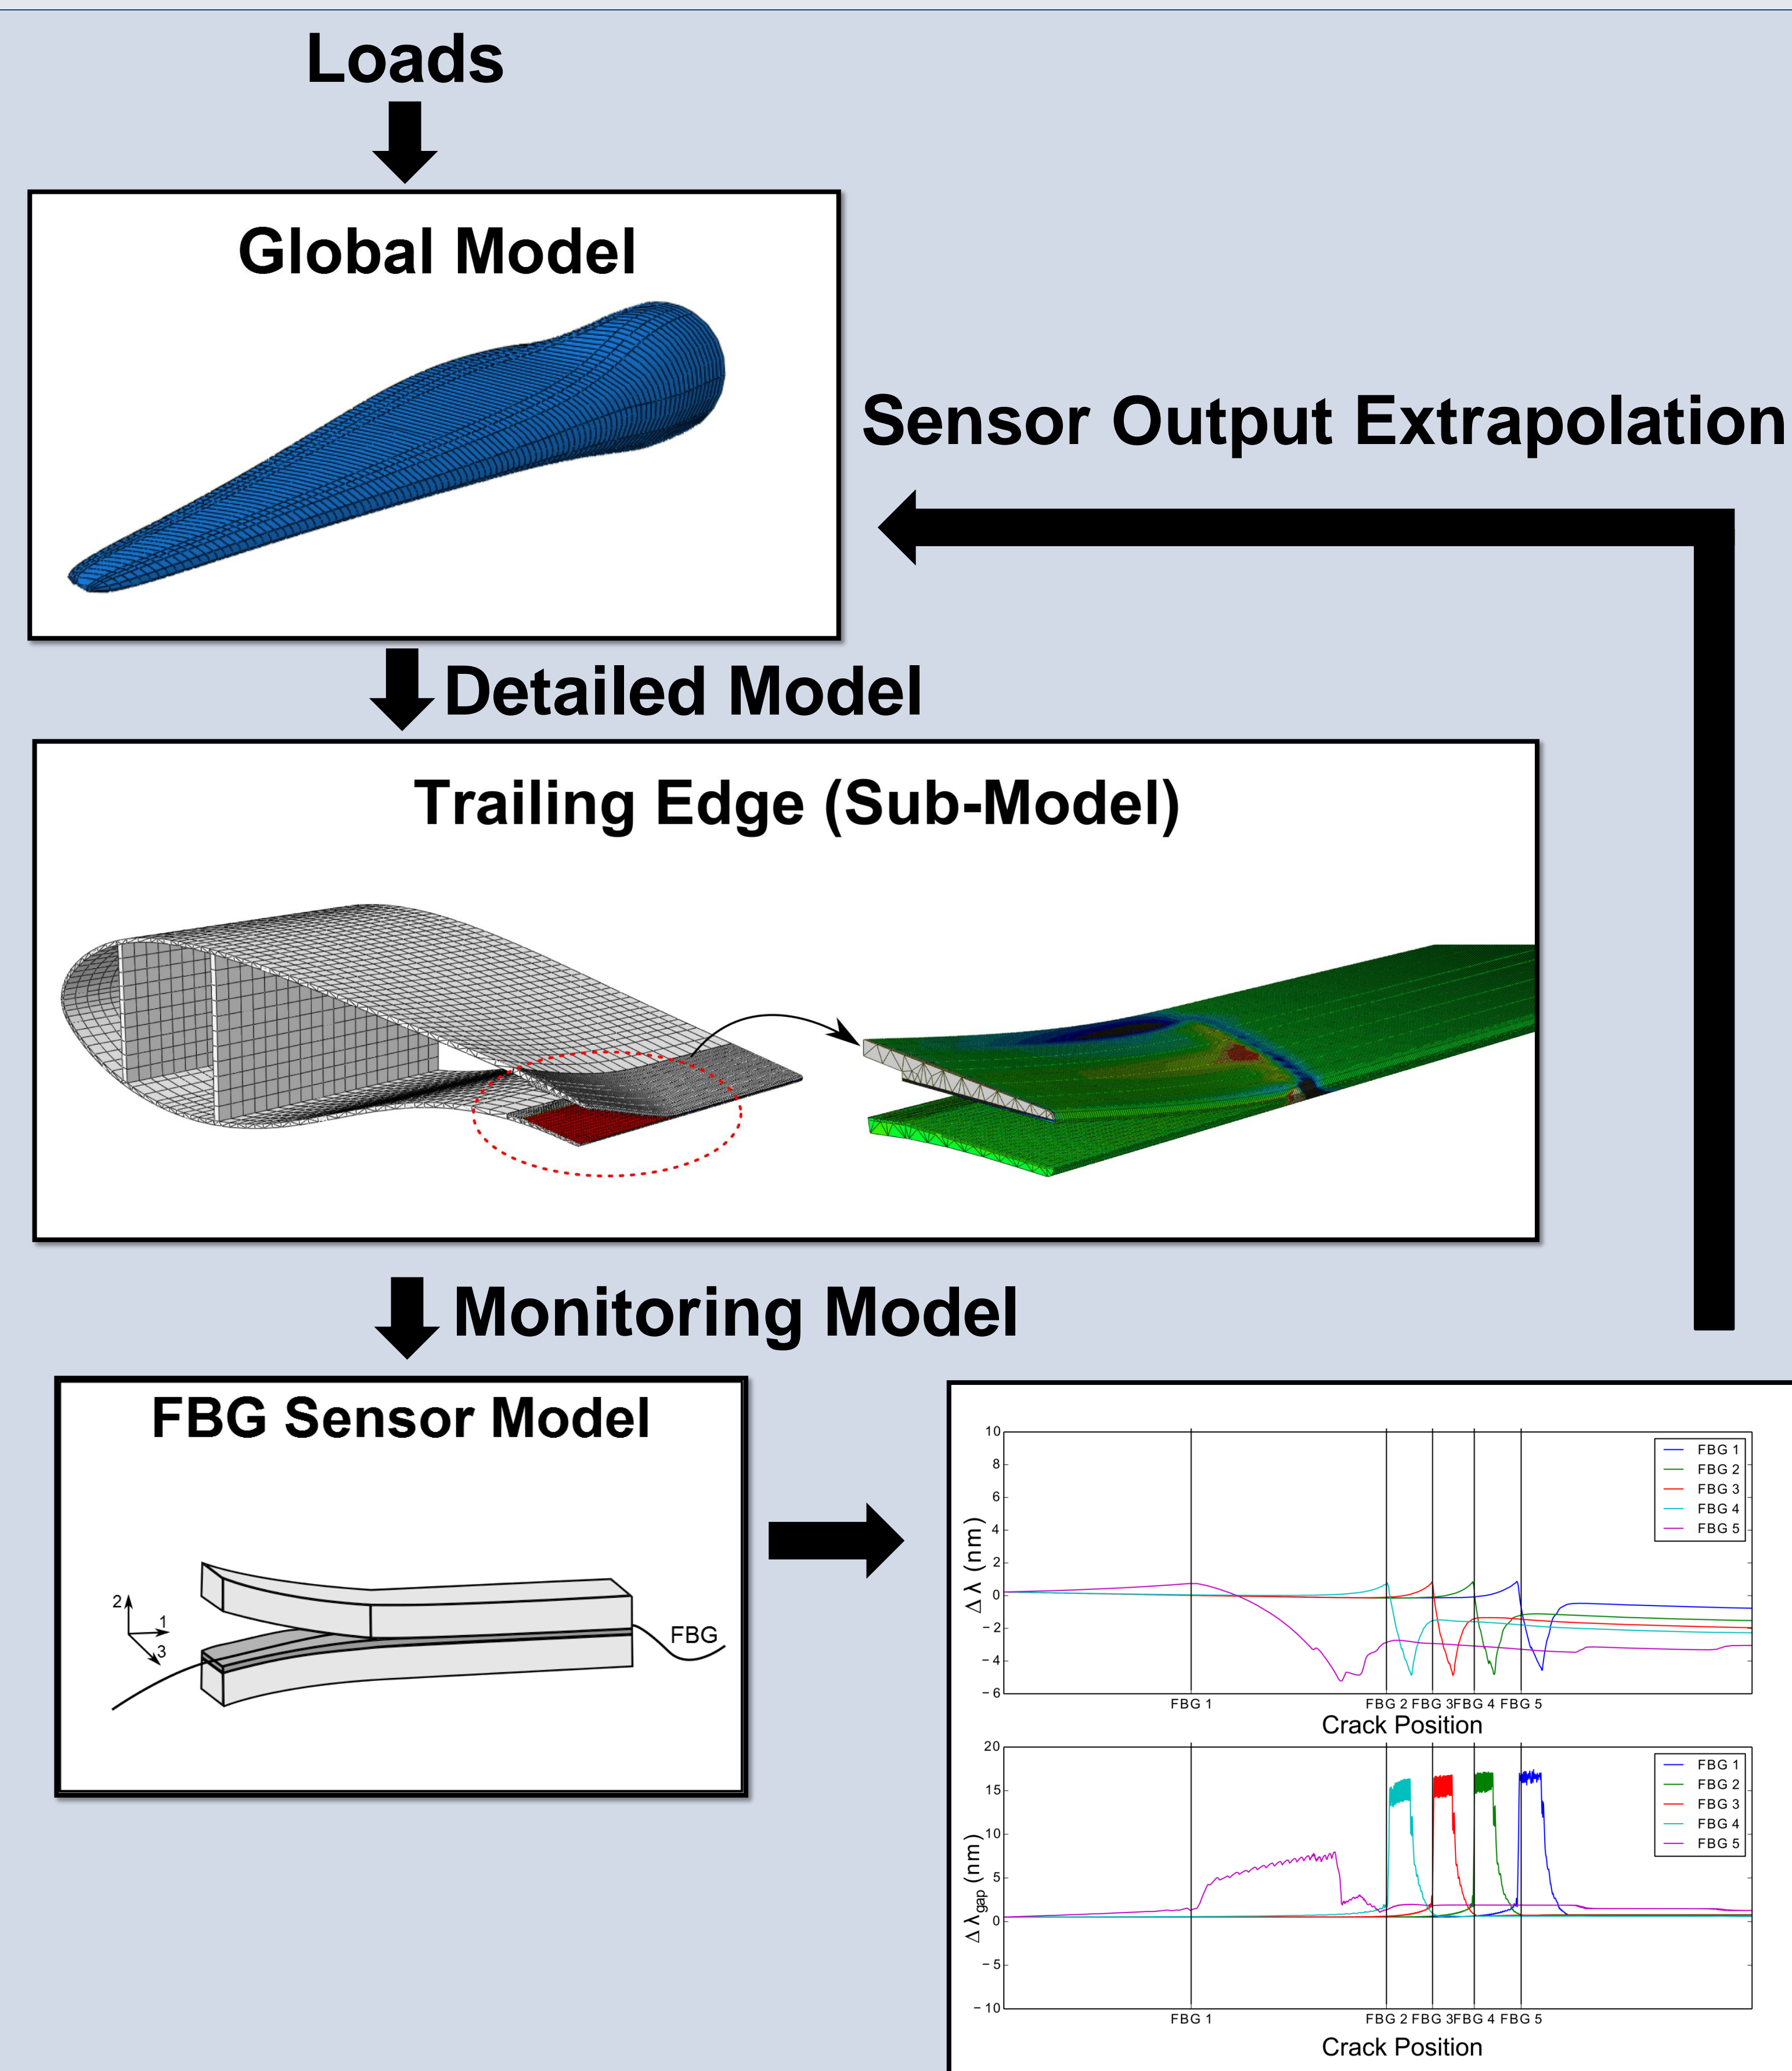 Loads
Global Model
Sensor Output Extrapolation
Detailed Model
Trailing Edge (Sub-Model)
Monitoring Model
FBG Sensor Model
2
1
3
FBG
10
8
6
4
2
0
−2
−4
−6
Δ λ (nm)
FBG 1
FBG 2
FBG 3
FBG 4
FBG 5
FBG 1 FBG 2 FBG 3 FBG 4 FBG 5
Crack Position
20
15
10
5
0
−5
−10
Δ λgap (nm)
FBG 1
FBG 2
FBG 3
FBG 4
FBG 5
FBG 1 FBG 2 FBG 3 FBG 4 FBG 5
Crack Position